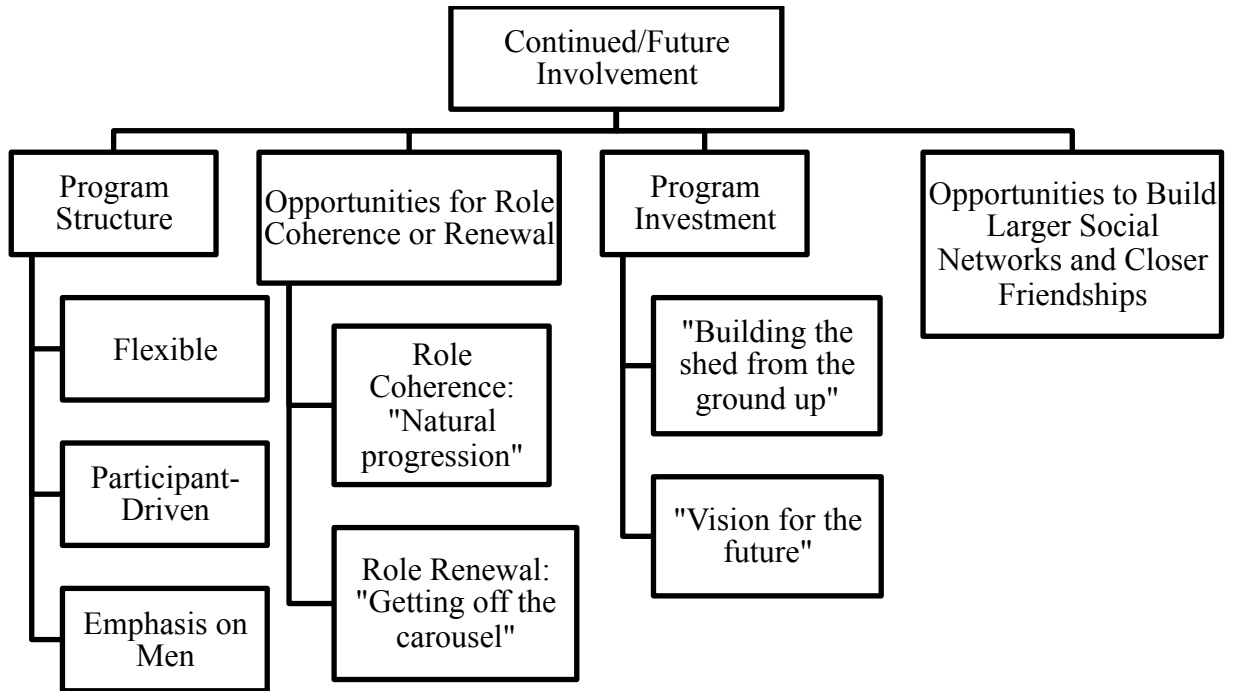 Continued/Future
Involvement
Program
Structure
Flexible
Participant-
Driven
Emphasis on
Men
Opportunities for Role
Coherence or Renewal
Role
Coherence:
"Natural
progression"
Role Renewal:
"Getting off the
carousel"
Program
Investment
"Building the
shed from the
ground up"
"Vision for the
future"
Opportunities to Build
Larger Social
Networks and Closer
Friendships